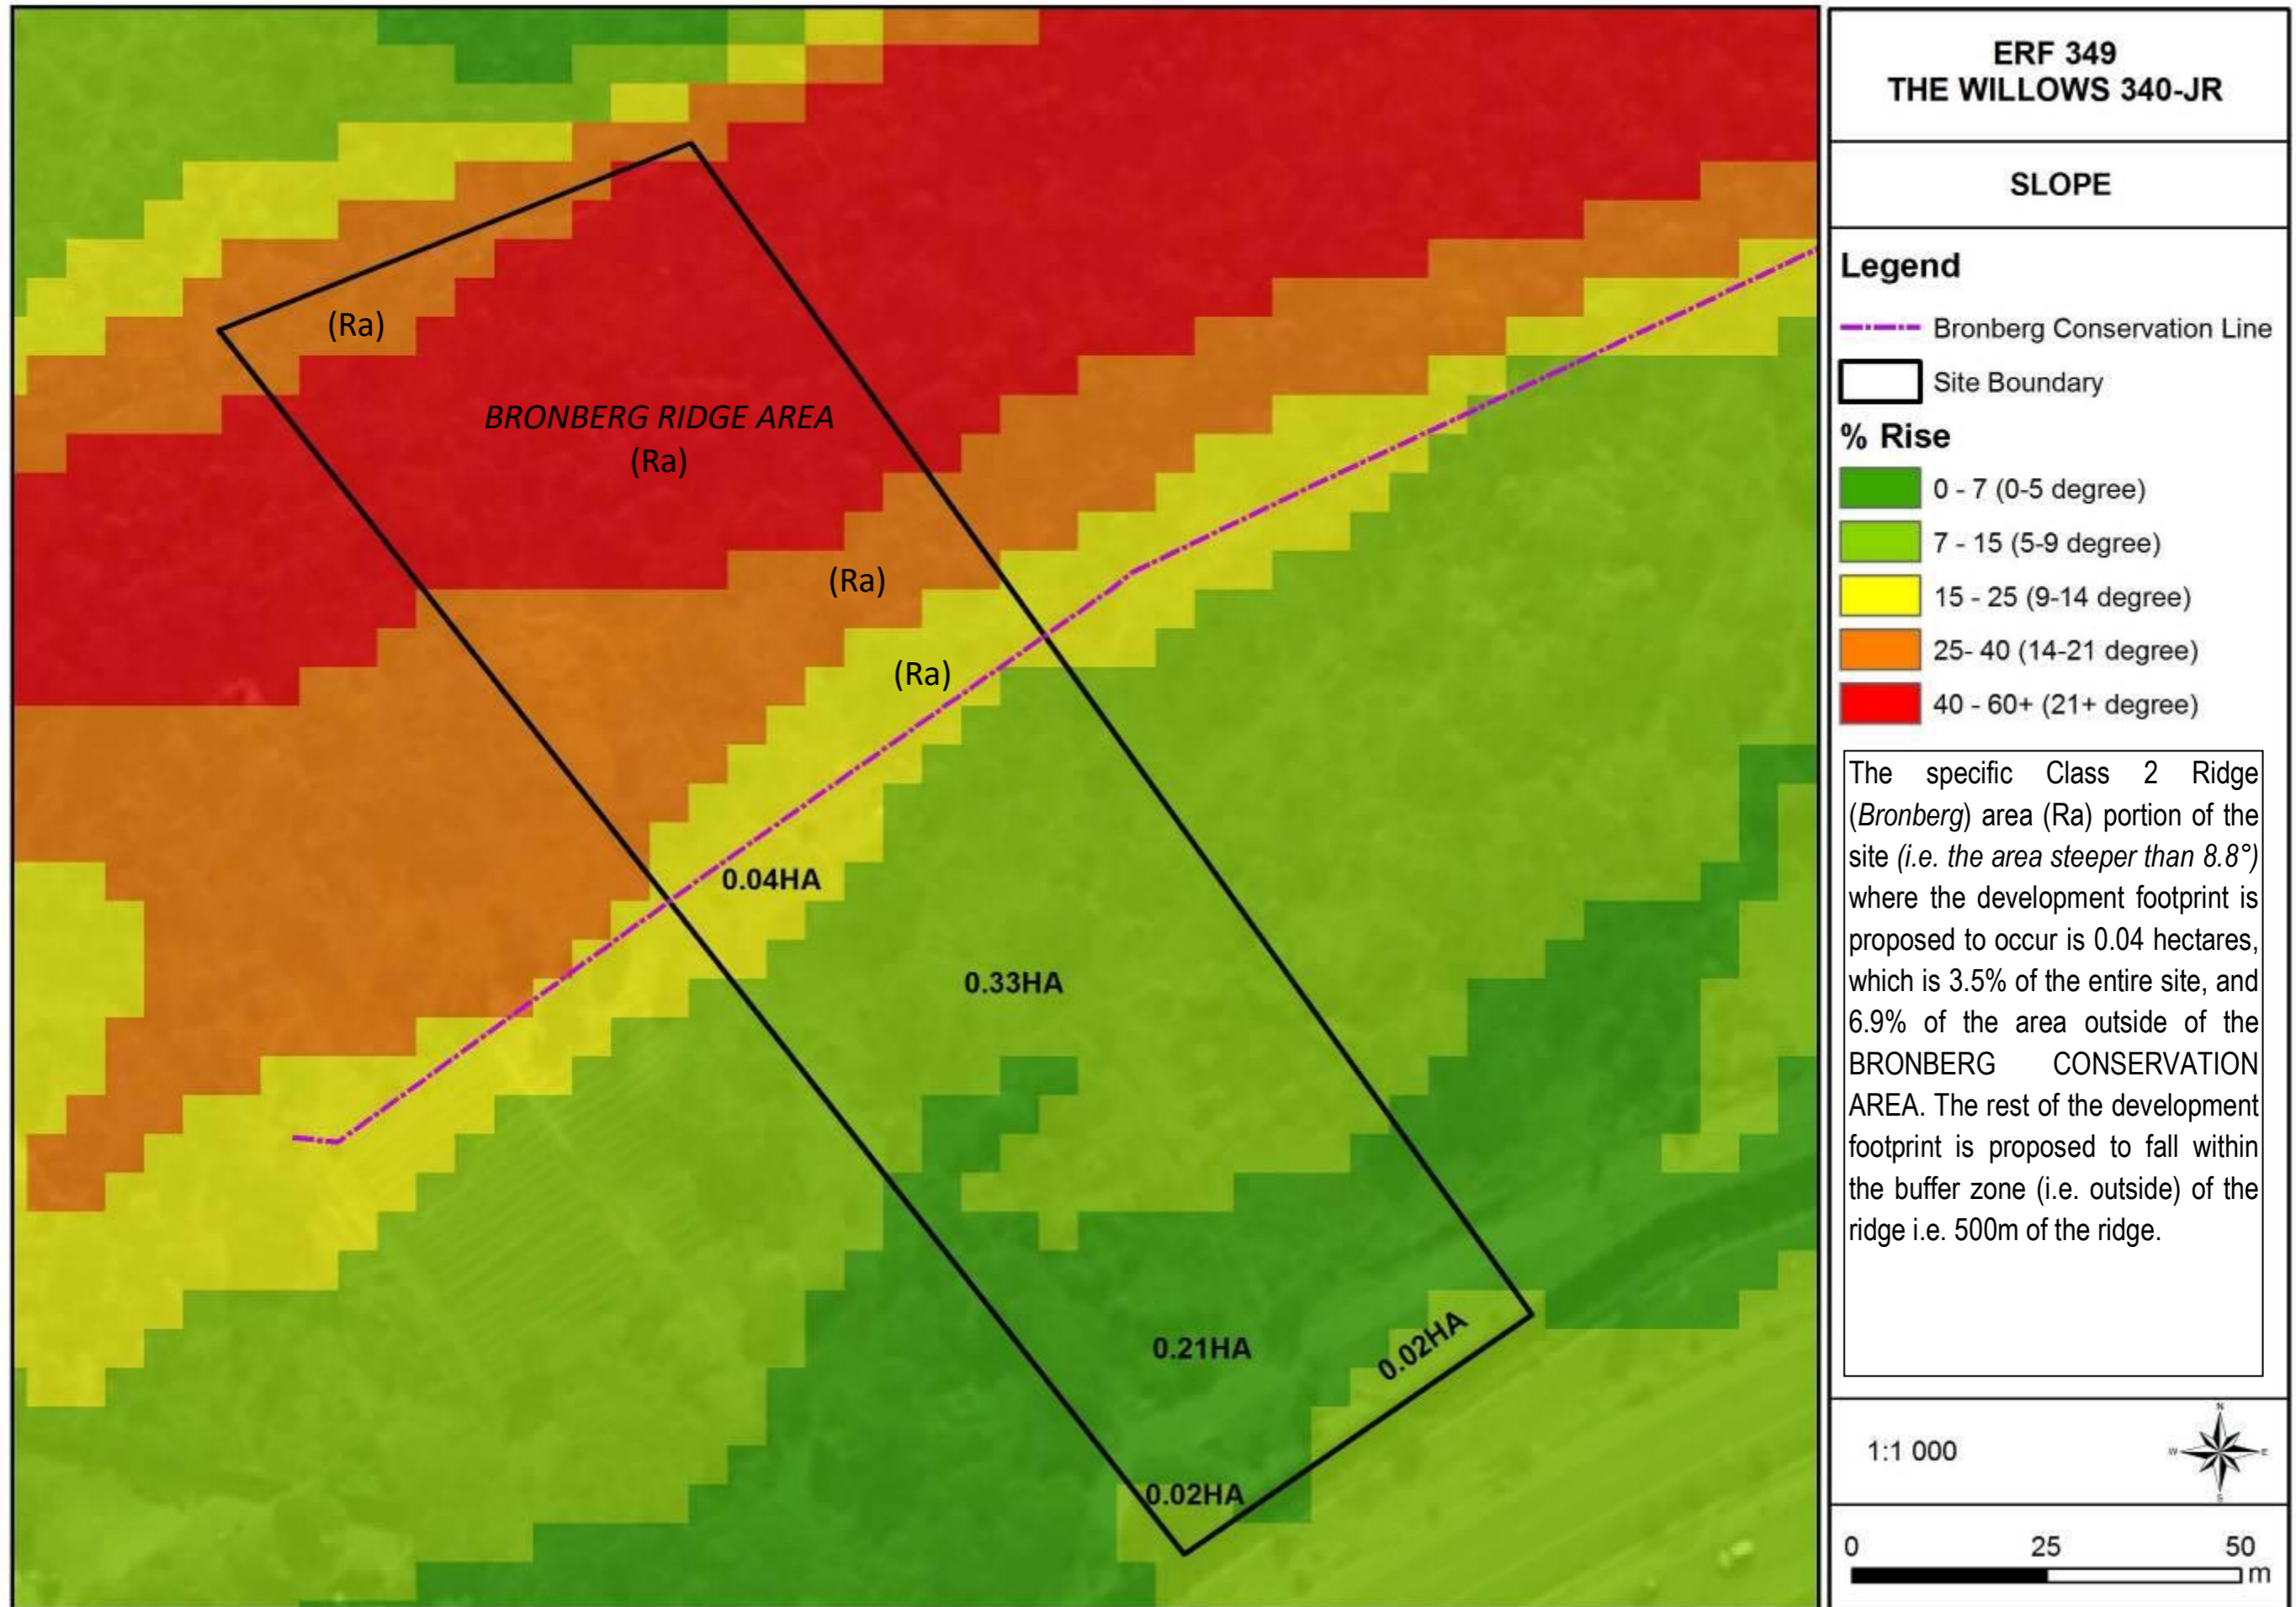 (Ra)
BRONBERG RIDGE AREA
(Ra)
(Ra)
(Ra)
0.04HA
0.33HA
0.21HA
0.02HA
0.02HA
ERF 349
THE WILLOWS 340-JR
SLOPE
Legend
Bronberg Conservation Line
Site Boundary
% Rise
0 - 7 (0-5 degree)
7 - 15 (5-9 degree)
15 - 25 (9-14 degree)
25- 40 (14-21 degree)
40 - 60+ (21+ degree)
The specific Class 2 Ridge
(Bronberg) area (Ra) portion of the
site (i.e. the area steeper than 8.8°)
where the development footprint is
proposed to occur is 0.04 hectares,
which is 3.5% of the entire site, and
6.9% of the area outside of the
BRONBERG CONSERVATION
AREA. The rest of the development
footprint is proposed to fall within
the buffer zone (i.e. outside) of the
ridge i.e. 500m of the ridge.
1:1 000
N
W E
S
0 25 50
m